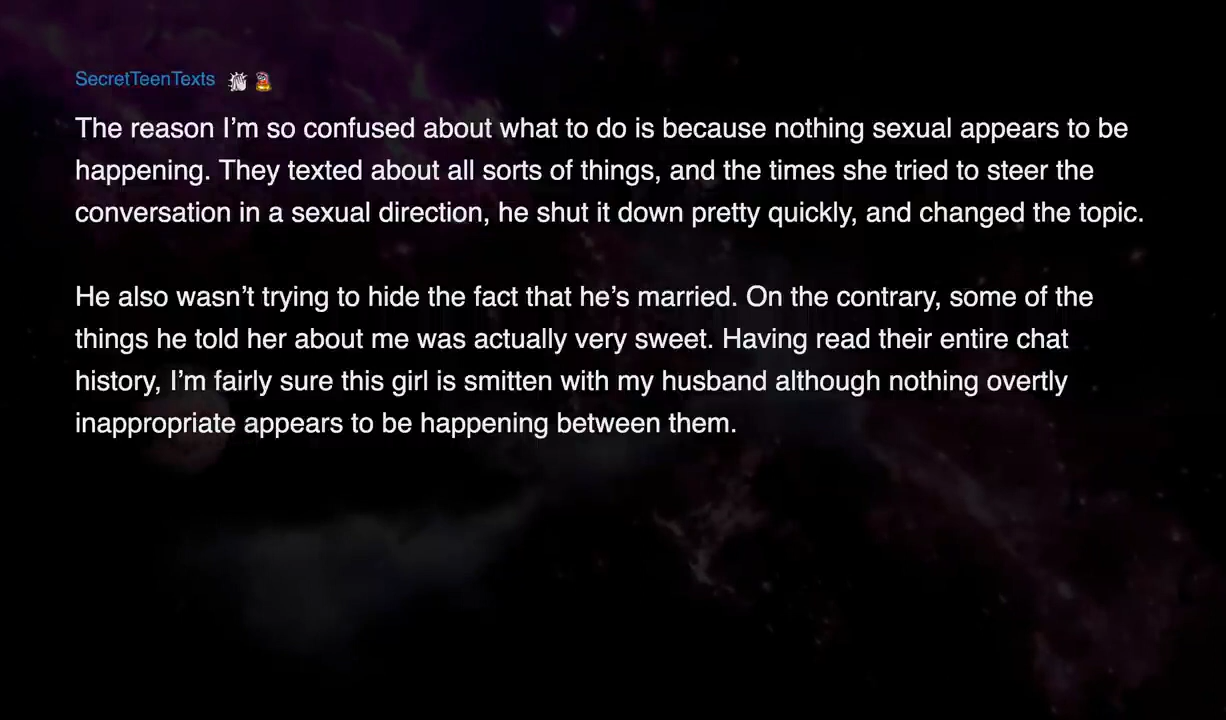 SecretTeenTexts
The reason I’m so confused about what to do is because nothing sexual appears to be
happening. They texted about all sorts of things, and the times she tried to steer the
conversation in a sexual direction, he shut it down pretty quickly, and changed the topic.
He also wasn’t trying to hide the fact that he’s married. On the contrary, some of the
things he told her about me was actually very sweet. Having read their entire chat
history, I’m fairly sure this girl is smitten with my husband although nothing overtly
inappropriate appears to be happening between them.